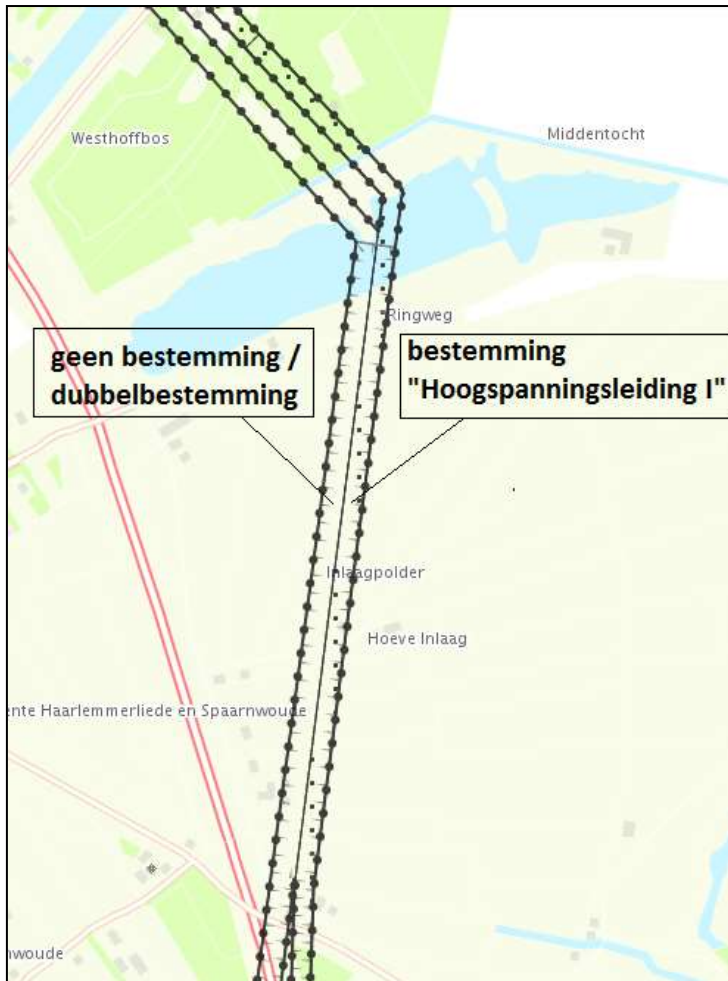 Westhoffbos
Middentocht
Ringweg
geen bestemming /
dubbelbestemming
bestemming
"Hoogspanningsleiding I"
Inlaagpolder
Hoeve Inlaag
ente Haarlemmerliede en Spaarnwoude
nwoude